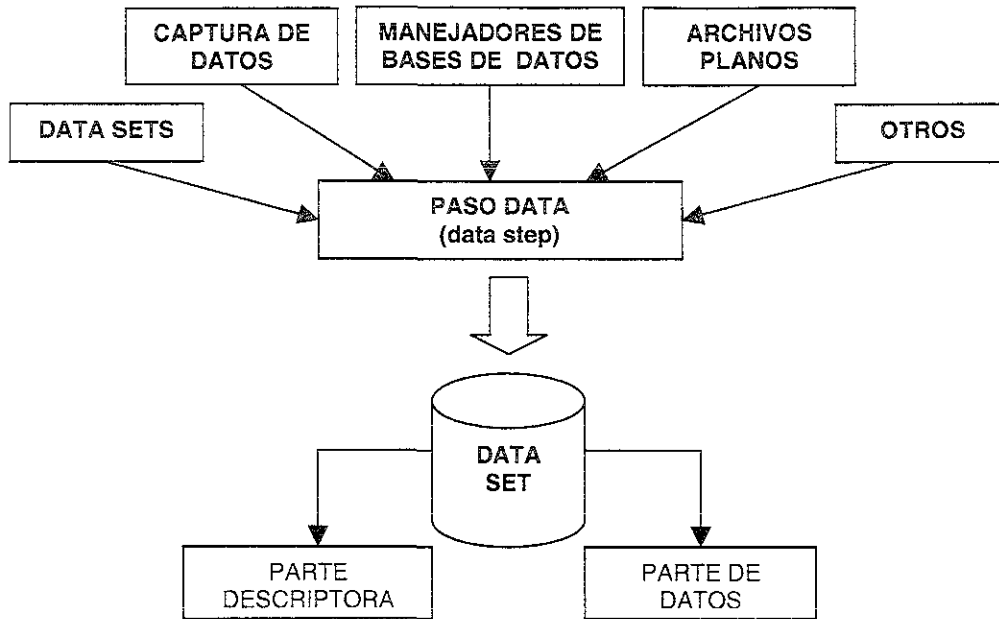 CAPTURA DE
DATOS
MANEJADORES DE
BASES DE DATOS
ARCHIVOS
PLANOS
DATA SETS
OTROS
PASO DATA
(data step)
DATA
SET
PARTE
DESCRIPTORA
PARTE DE
DATOS